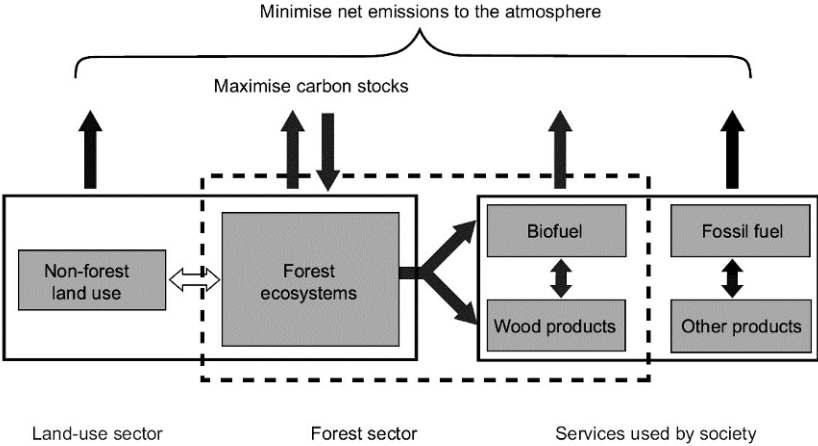 Minimise net emissions to the atmosphere
Maximise carbon stocks
Non-forest
land use
Forest
ecosystems
Biofuel
Fossil fuel
Wood products
Other products
Land-use sector
Forest sector
Services used by society